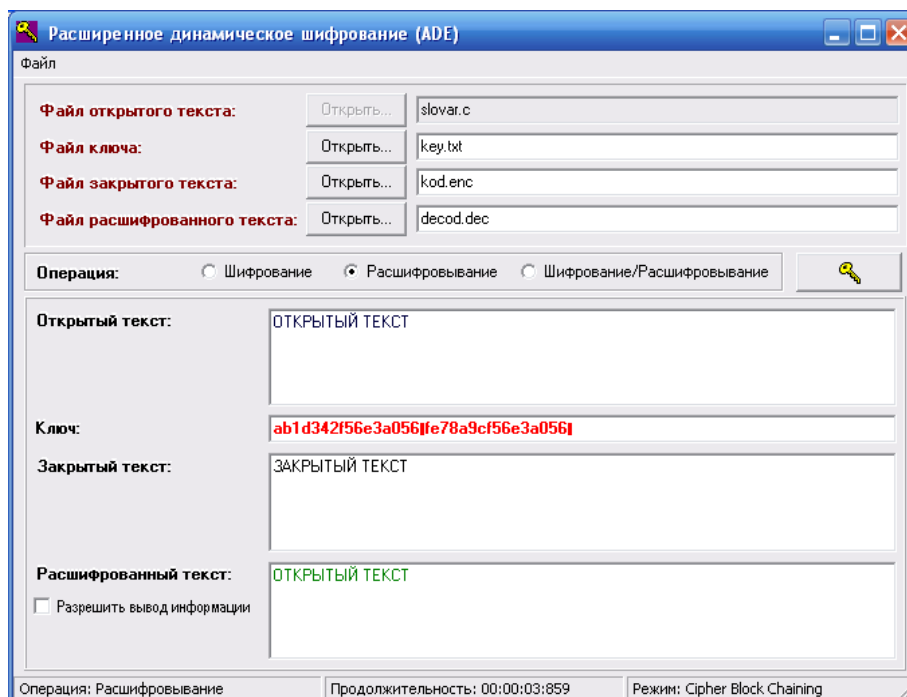 Расширенное динамическое шифрование (ADE)
Файл
Файл открытого текста: Открыть... slovar.c
Файл ключа: Открыть... key.txt
Файл закрытого текста: Открыть... kod.enc
Файл расшифрованного текста: Открыть... decod.dec
Операция: Шифрование Расшифровывание Шифрование/Расшифровывание
Открытый текст: ОТКРЫТЫЙ ТЕКСТ
Ключ: ab1d342f56e3a056||fe78a9cf56e3a056||
Закрытый текст: ЗАКРЫТЫЙ ТЕКСТ
Расшифрованный текст: ОТКРЫТЫЙ ТЕКСТ
Разрешить вывод информации
Операция: Расшифровывание Продолжительность: 00:00:03:859 Режим: Cipher Block Chaining